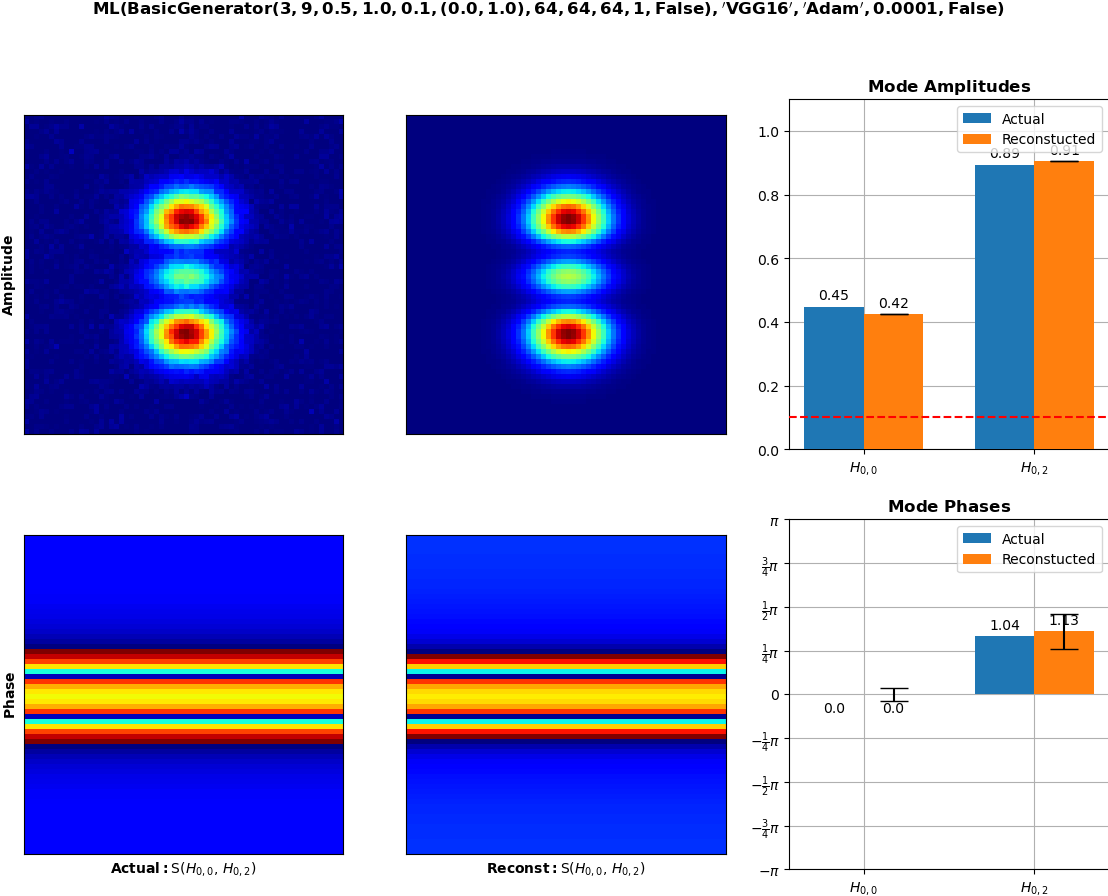 ML(BasicGenerator(3, 9, 0.5, 1.0, 0.1, (0.0, 1.0), 64, 64, 64, 1, False), ′VGG16′, ′Adam′, 0.0001, False)
Mode Amplitudes
Actual
Reconstucted
1.0
0.8
0.6
0.4
0.2
0.0
0.45
0.42
0.89
0.91
H0,0
H0,2
Amplitude
Mode Phases
Actual
Reconstucted
π
3/4π
1/2π
1/4π
0
−1/4π
−1/2π
−3/4π
−π
0.0
0.0
1.04
1.13
H0,0
H0,2
Phase
Actual: S(H0,0, H0,2)
Reconst: S(H0,0, H0,2)